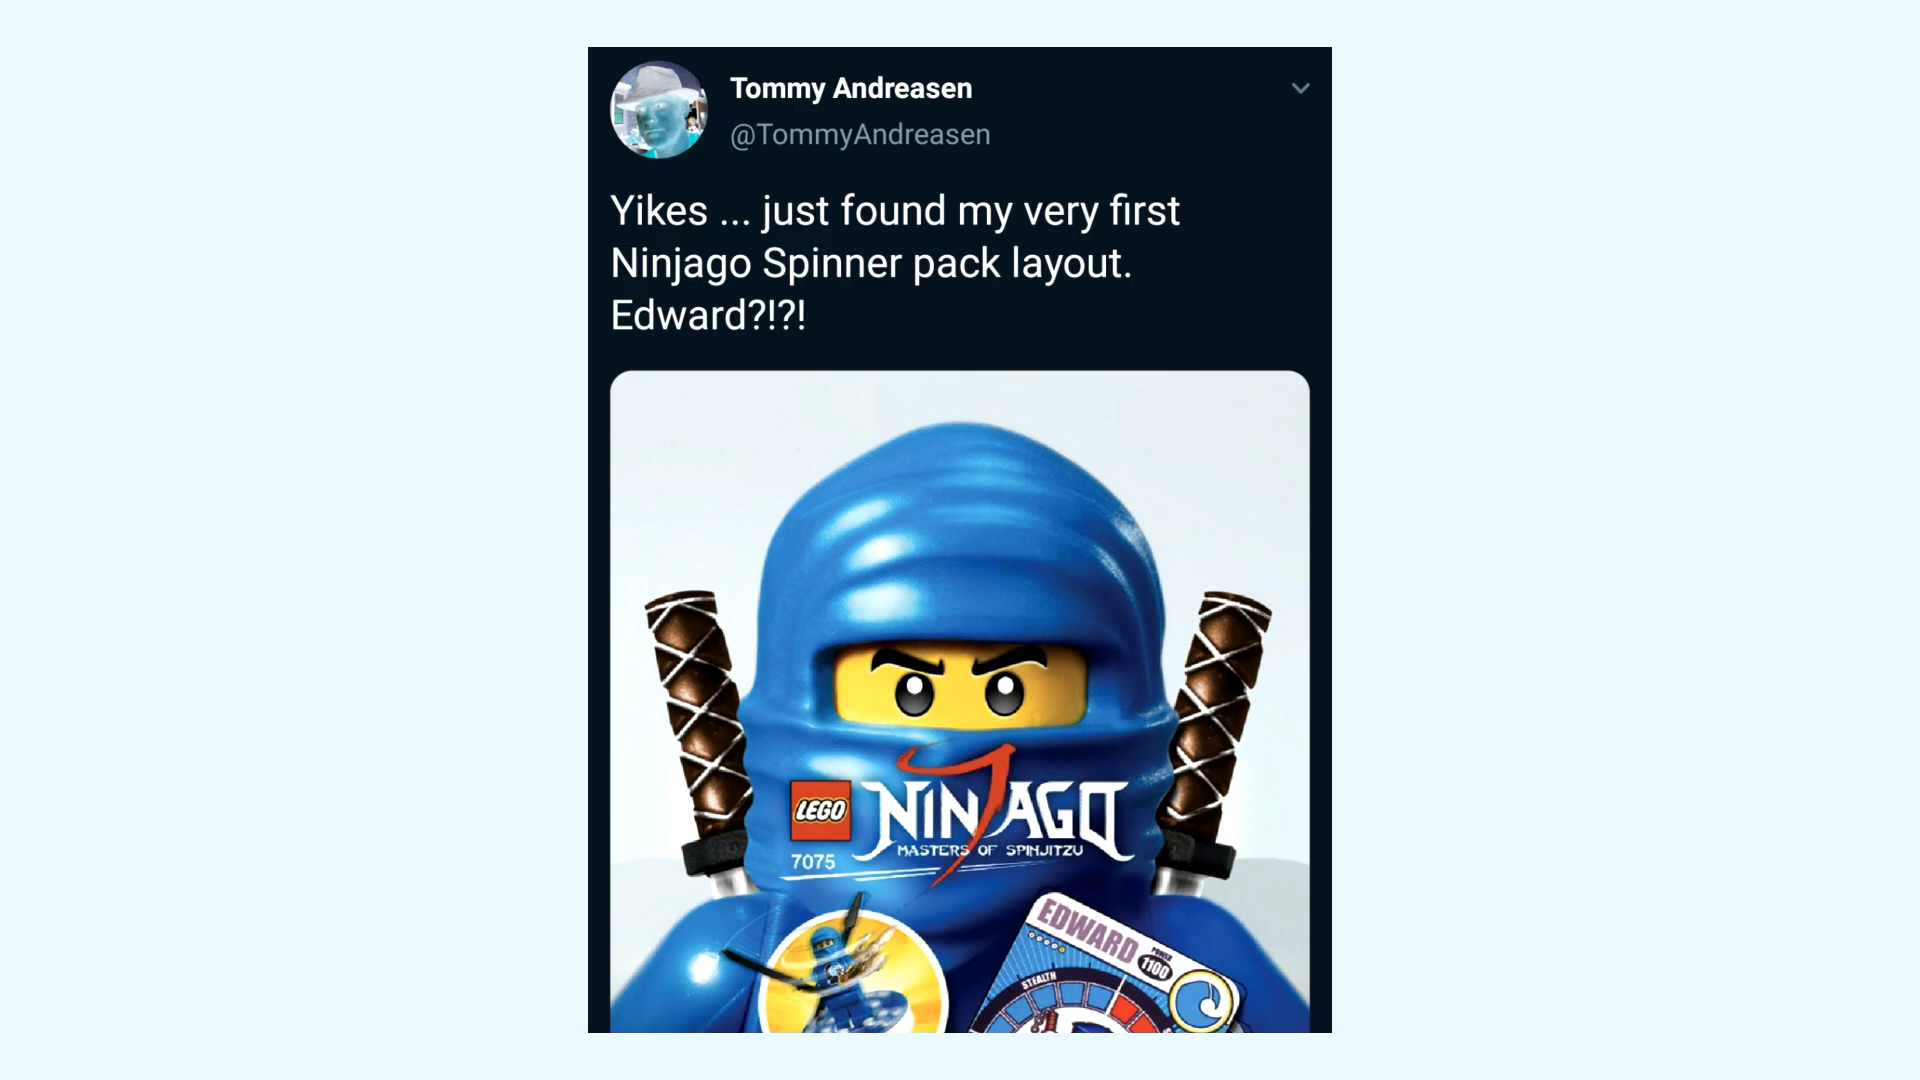 Tommy Andreasen
@TommyAndreasen
Yikes ... just found my very first
Ninjago Spinner pack layout.
Edward?!?!
LEGO
NINJAGO
MASTERS OF SPINJITZU
7075
EDWARD
POWER
1100
STEALTH